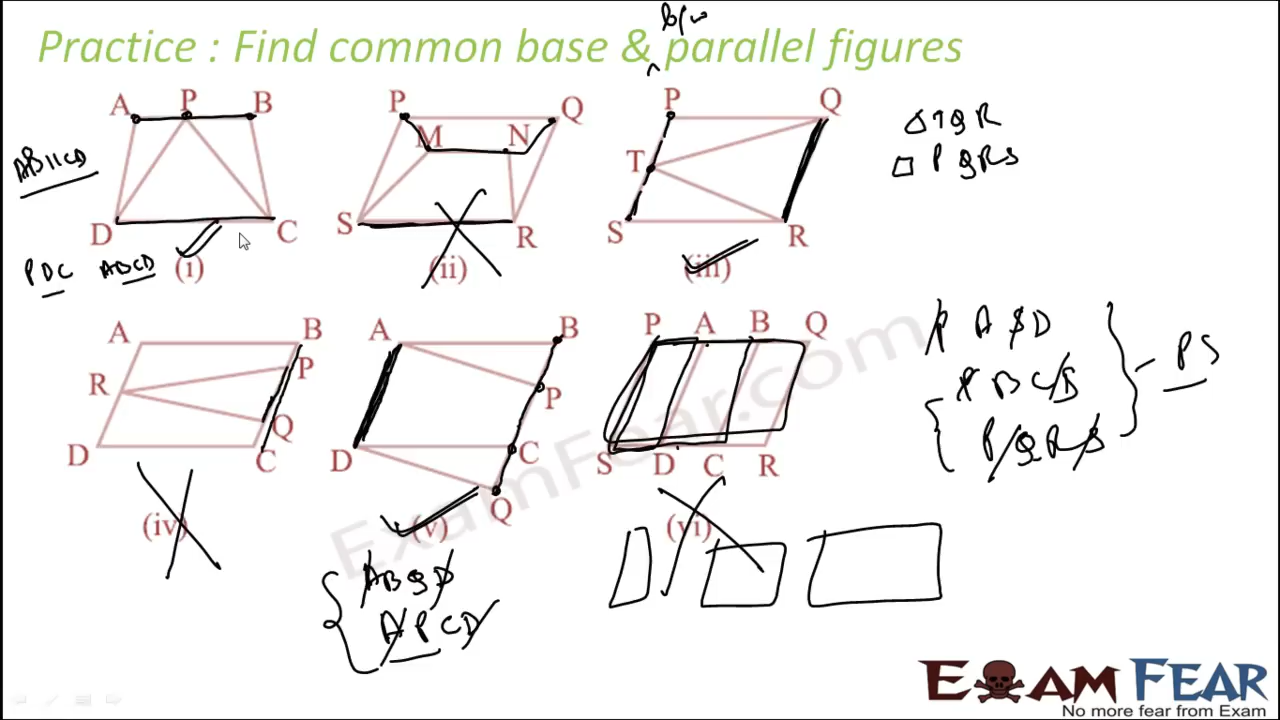 b/w
Practice : Find common base & parallel figures
A P B
P Q
P Q
M N
T
D C
S R
S R
AB || CD
PDC ABCD
(i)
(ii)
(iii)
PQRS
A B
A B
P A B Q
R P
P
Q
D C
D C
S D C R
Q
(iv)
(v)
(vi)
P A S D
P B C S
P Q R S
PS
ABQD
APCD
ExamFear.com
EXAM FEAR
No more fear from Exam